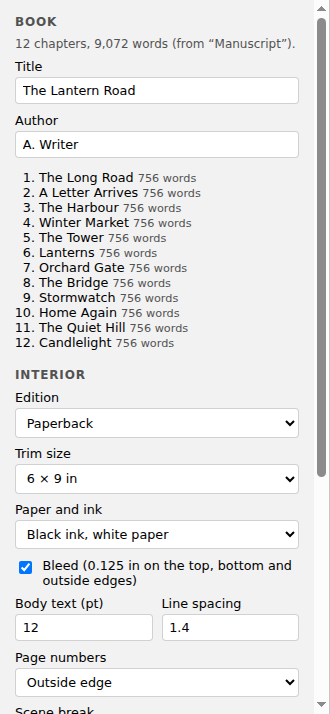 BOOK
12 chapters, 9,072 words (from “Manuscript”).
Title
The Lantern Road
Author
A. Writer
1. The Long Road 756 words
2. A Letter Arrives 756 words
3. The Harbour 756 words
4. Winter Market 756 words
5. The Tower 756 words
6. Lanterns 756 words
7. Orchard Gate 756 words
8. The Bridge 756 words
9. Stormwatch 756 words
10. Home Again 756 words
11. The Quiet Hill 756 words
12. Candlelight 756 words
INTERIOR
Edition
Paperback
Trim size
6 × 9 in
Paper and ink
Black ink, white paper
Bleed (0.125 in on the top, bottom and
outside edges)
Body text (pt) Line spacing
12 1.4
Page numbers
Outside edge
Scene break